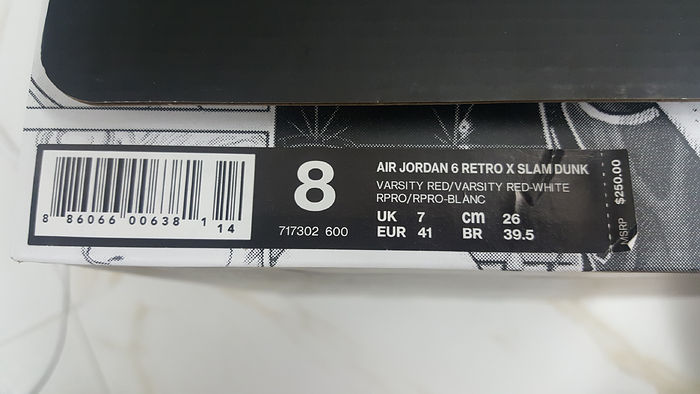 8 86066 00638 1
14
8
717302 600
AIR JORDAN 6 RETRO X SLAM DUNK
VARSITY RED/VARSITY RED-WHITE
RPRO/RPRO-BLANC
UK 7 cm 26
EUR 41 BR 39.5
MSRP $250.00